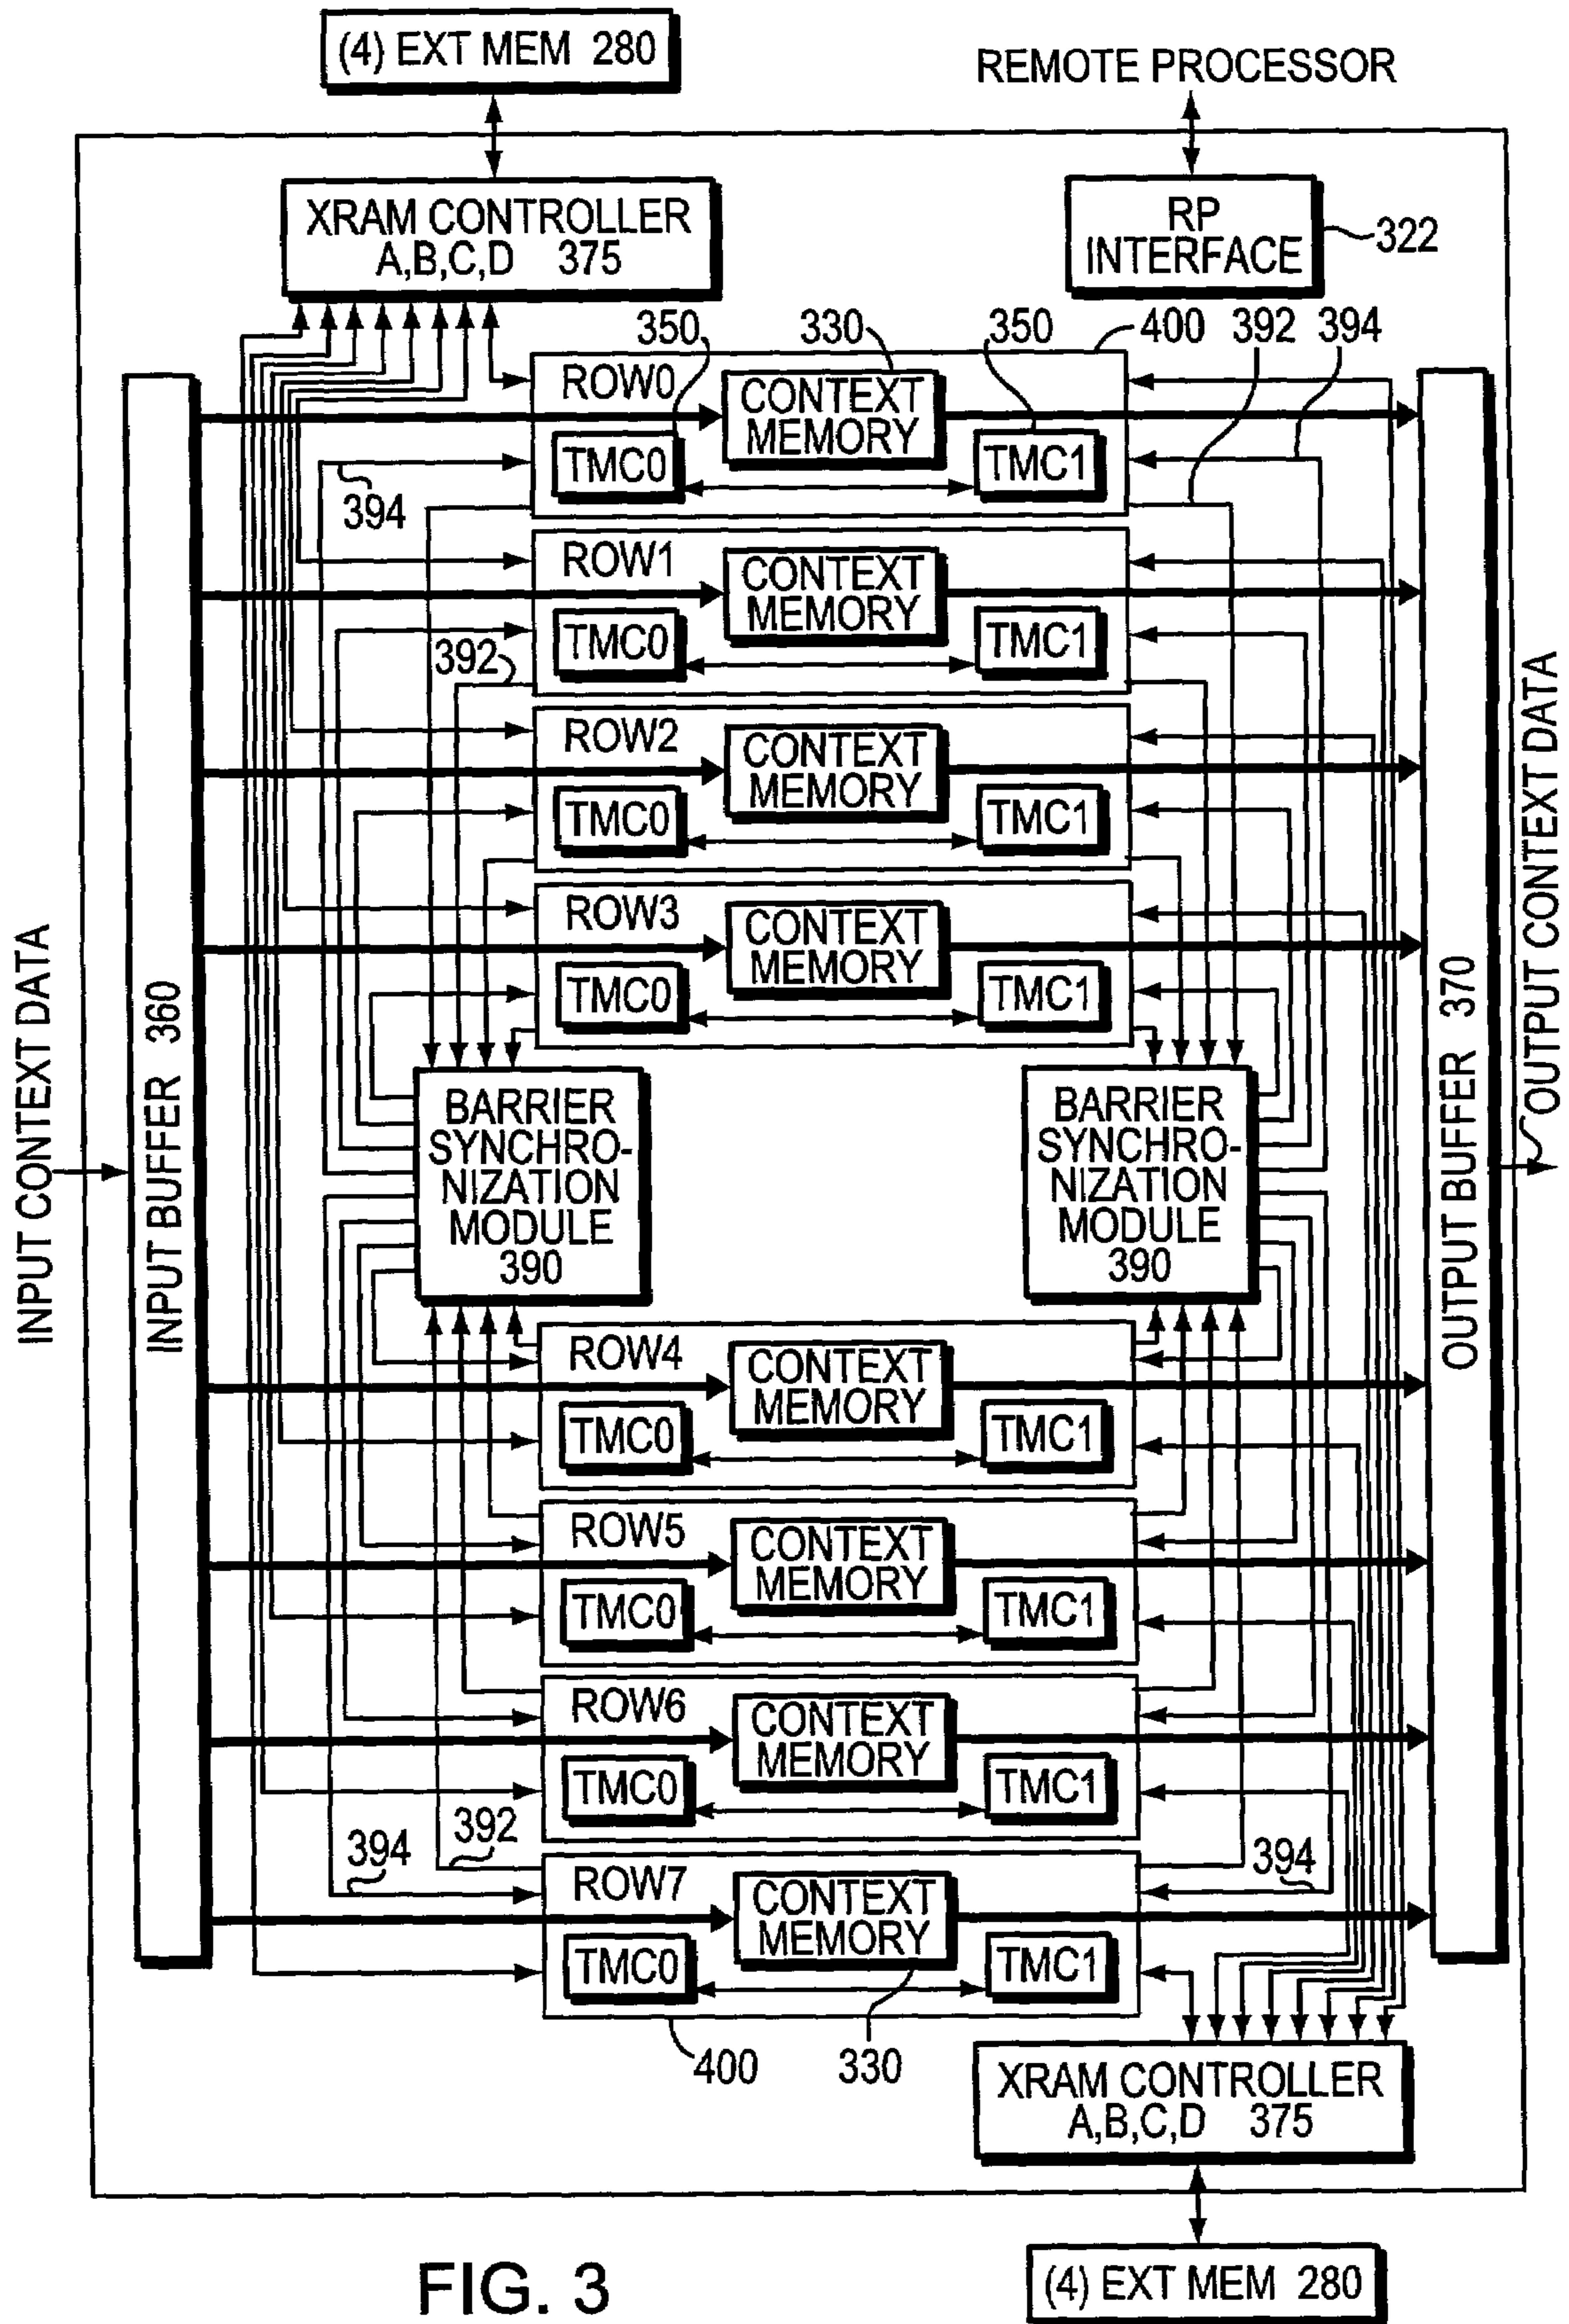 (4) EXT MEM 280
REMOTE PROCESSOR
XRAM CONTROLLER
A,B,C,D 375
RP
INTERFACE
322
350
330
350
400
392
394
ROW0
CONTEXT
MEMORY
TMC0
TMC1
394
ROW1
CONTEXT
MEMORY
TMC0
TMC1
392
ROW2
CONTEXT
MEMORY
TMC0
TMC1
ROW3
CONTEXT
MEMORY
TMC0
TMC1
INPUT CONTEXT DATA
INPUT BUFFER 360
BARRIER
SYNCHRO-
NIZATION
MODULE
390
BARRIER
SYNCHRO-
NIZATION
MODULE
390
OUTPUT BUFFER 370
OUTPUT CONTEXT DATA
ROW4
CONTEXT
MEMORY
TMC0
TMC1
ROW5
CONTEXT
MEMORY
TMC0
TMC1
ROW6
CONTEXT
MEMORY
TMC0
TMC1
392
394
394
ROW7
CONTEXT
MEMORY
TMC0
TMC1
400
330
XRAM CONTROLLER
A,B,C,D 375
(4) EXT MEM 280
FIG. 3